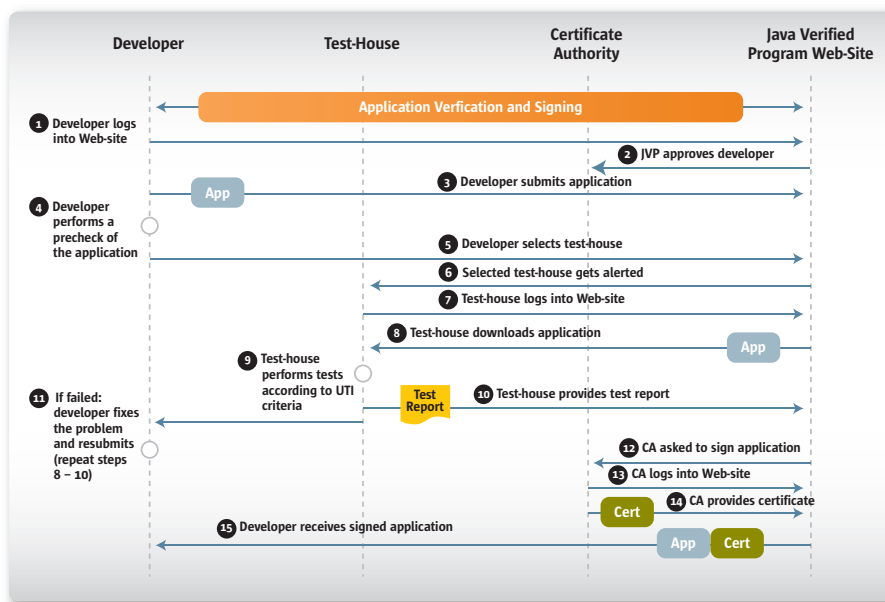 Developer
Test-House
Certificate
Authority
Java Verified
Program Web-Site
Application Verfication and Signing
1 Developer logs
into Web-site
2 JVP approves developer
3 Developer submits application
App
4 Developer
performs a
precheck of
the application
5 Developer selects test-house
6 Selected test-house gets alerted
7 Test-house logs into Web-site
8 Test-house downloads application
App
9 Test-house
performs tests
according to UTI
criteria
Test
Report
10 Test-house provides test report
11 If failed:
developer fixes
the problem
and resubmits
(repeat steps
8 – 10)
12 CA asked to sign application
13 CA logs into Web-site
14 CA provides certificate
Cert
15 Developer receives signed application
App
Cert